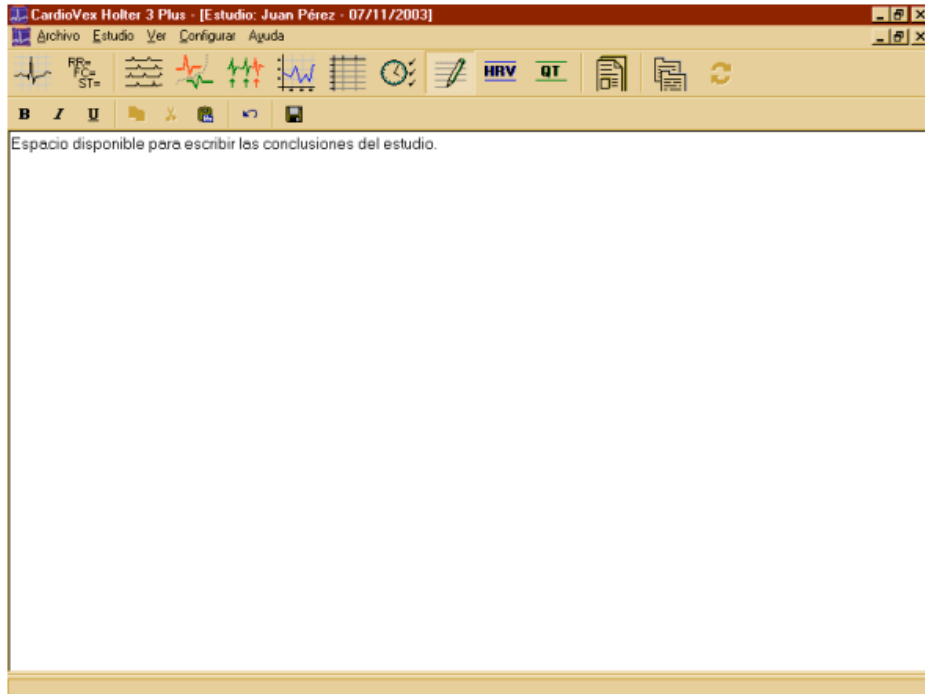 CardioVex Holter 3 Plus - [Estudio: Juan Pérez - 07/11/2003]
Archivo Estudio Ver Configurar Ayuda
RR= FC= ST= HRV QT
B I U
Espacio disponible para escribir las conclusiones del estudio.